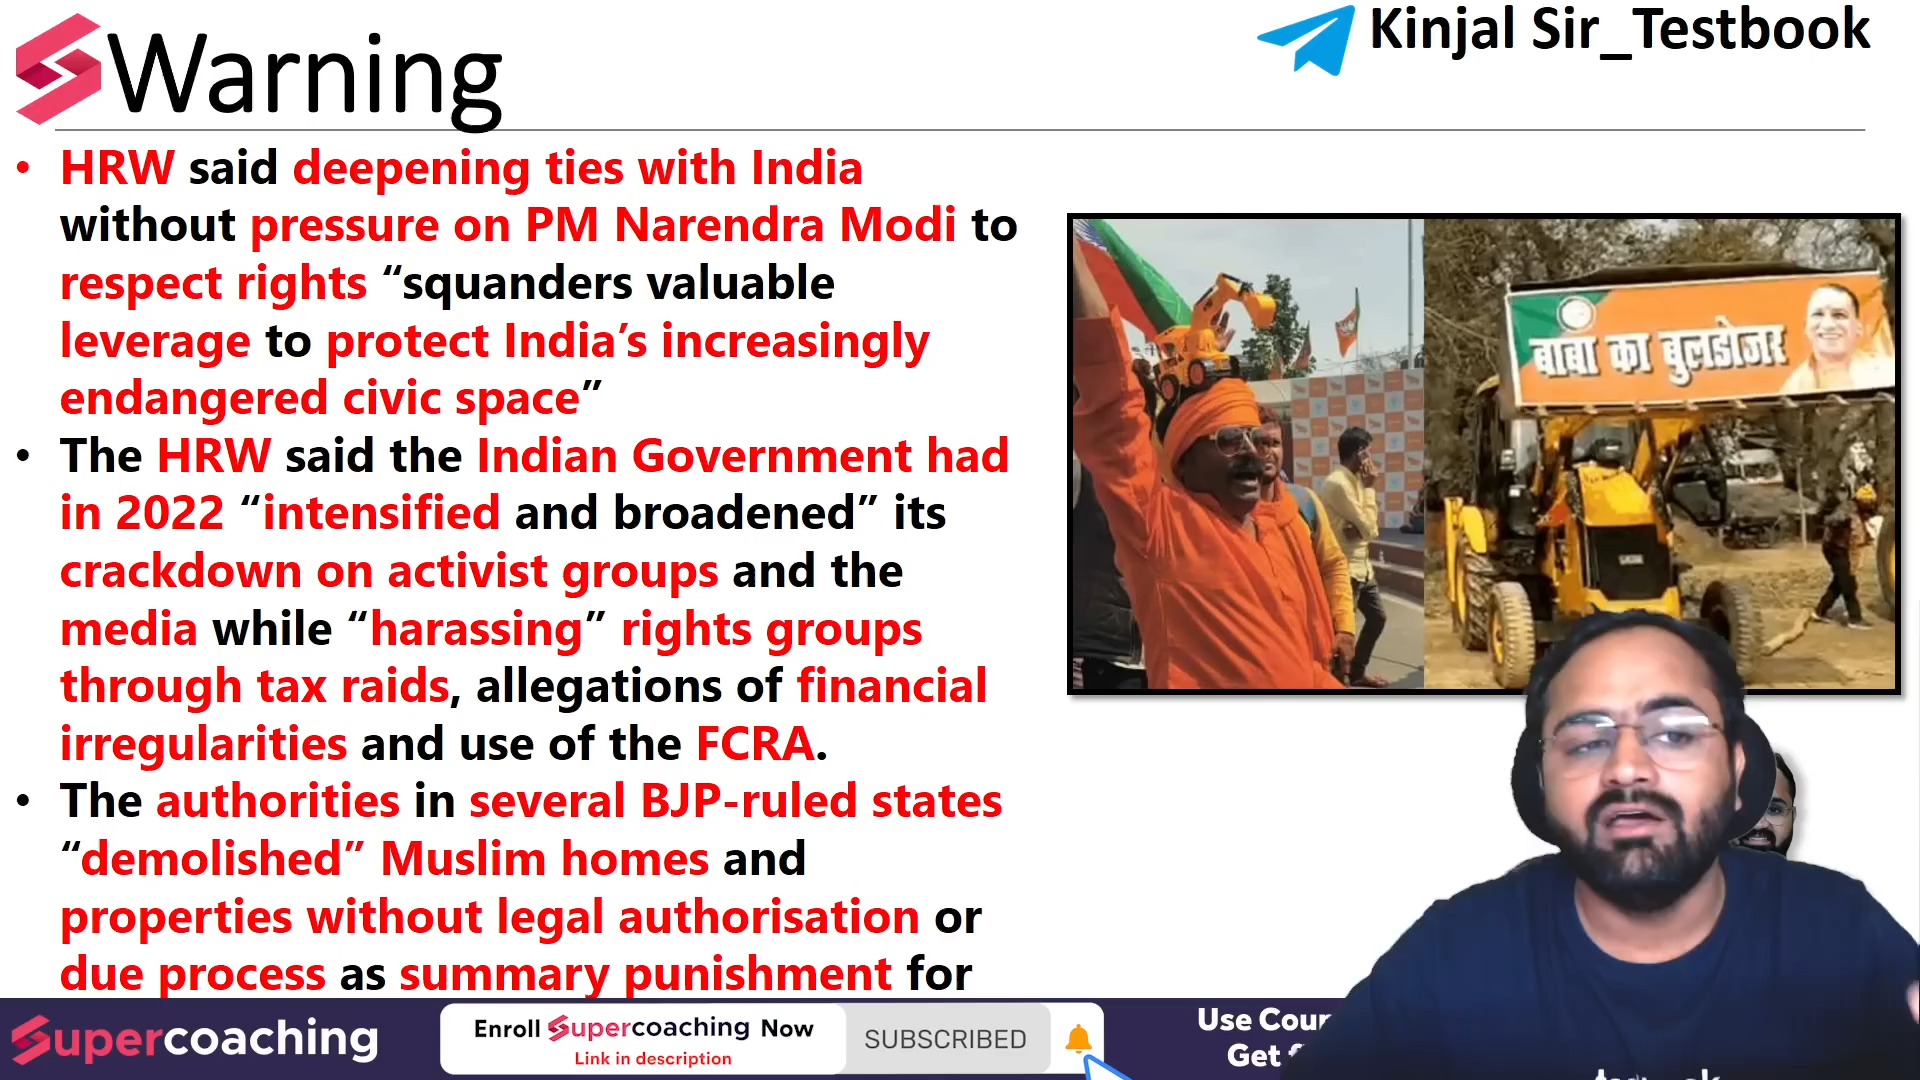 Warning
Kinjal Sir_Testbook
• HRW said deepening ties with India
without pressure on PM Narendra Modi to
respect rights “squanders valuable
leverage to protect India’s increasingly
endangered civic space”
• The HRW said the Indian Government had
in 2022 “intensified and broadened” its
crackdown on activist groups and the
media while “harassing” rights groups
through tax raids, allegations of financial
irregularities and use of the FCRA.
• The authorities in several BJP-ruled states
“demolished” Muslim homes and
properties without legal authorisation or
due process as summary punishment for
बाबा का बुलडोजर
Supercoaching
Enroll Supercoaching Now
Link in description
SUBSCRIBED
Use
Get